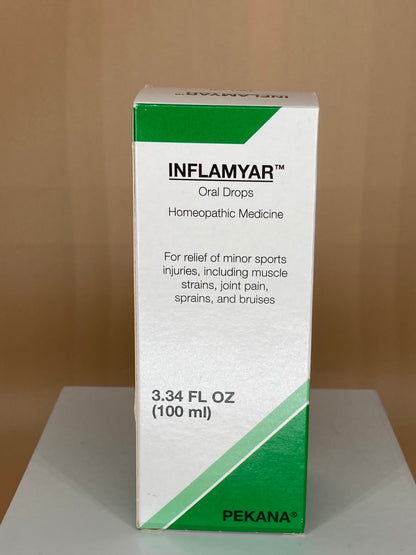 INFLAMYAR™
INFLAMYAR™
Oral Drops
Homeopathic Medicine
For relief of minor sports
injuries, including muscle
strains, joint pain,
sprains, and bruises
3.34 FL OZ
(100 ml)
PEKANA®